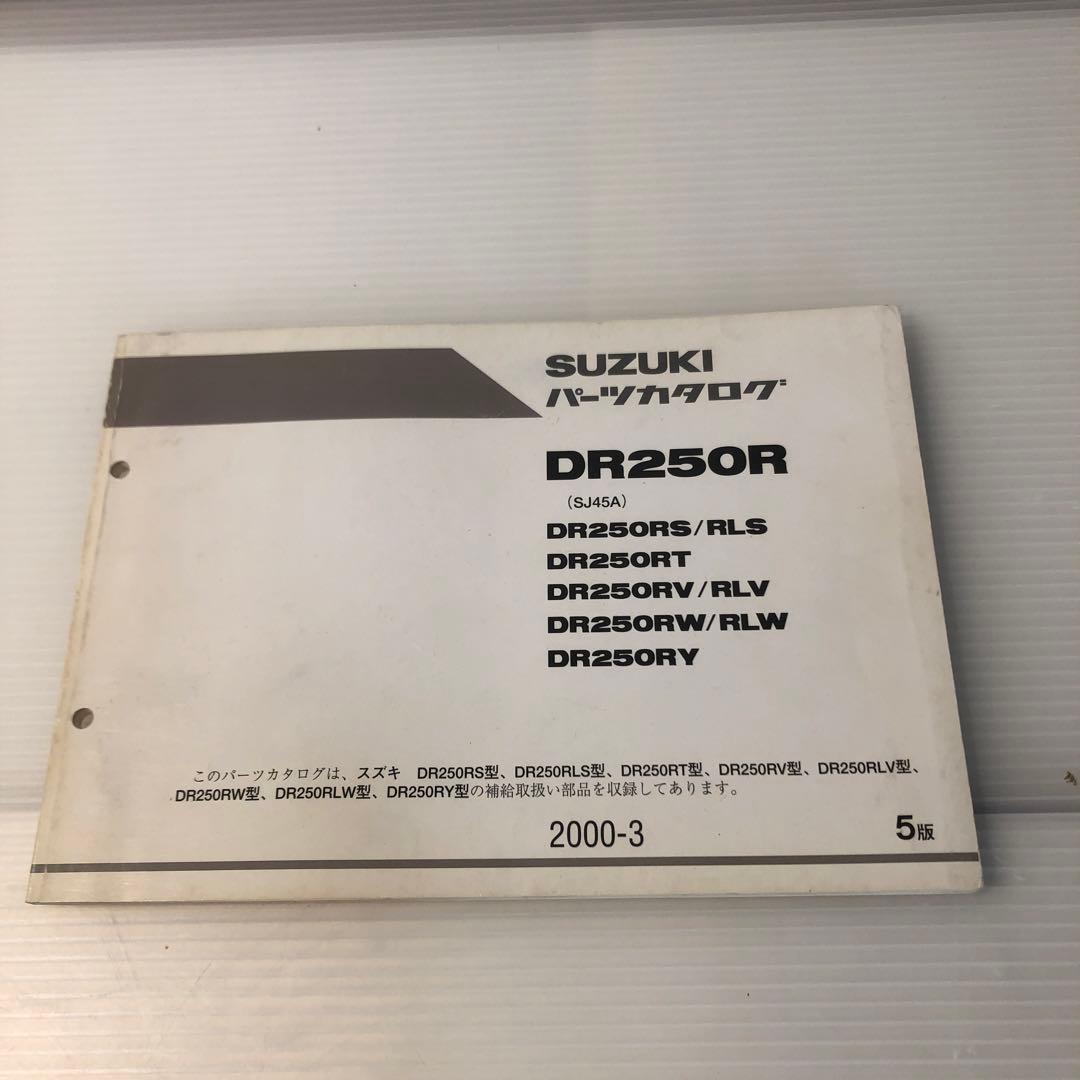 SUZUKI
パーツカタログ
DR250R
(SJ45A)
DR250RS/RLS
DR250RT
DR250RV/RLV
DR250RW/RLW
DR250RY
このパーツカタログは、スズキ DR250RS型、DR250RLS型、DR250RT型、DR250RV型、DR250RLV型、
DR250RW型、DR250RLW型、DR250RY型の補給取扱い部品を収録してあります。
2000-3
5版